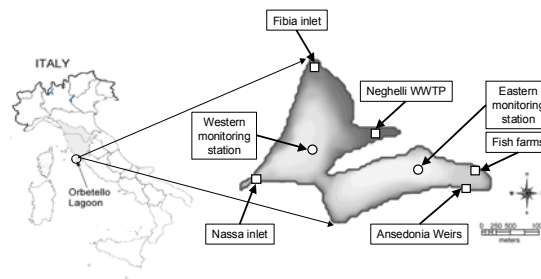 Fibia inlet
ITALY
Neghelli WWTP
Eastern
monitoring
station
Western
monitoring
station
Fish farms
Orbetello
Lagoon
Nassa inlet
Ansedonia Weirs
0 250 500
meters